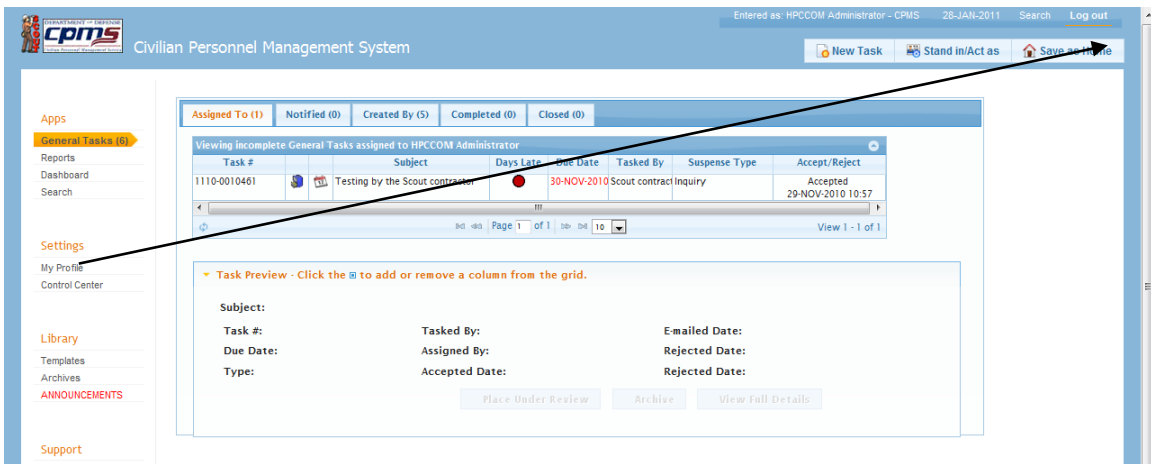 Entered as: HPCCOM Administrator - CPMS 28-JAN-2011 Search Log out
DEPARTMENT OF DEFENSE
cpms
Civilian Personnel Management Service
Civilian Personnel Management System
New Task Stand in/Act as Save as Home
Apps
General Tasks (6)
Reports
Dashboard
Search
Settings
My Profile
Control Center
Library
Templates
Archives
ANNOUNCEMENTS
Support
Assigned To (1) Notified (0) Created By (5) Completed (0) Closed (0)
Viewing incomplete General Tasks assigned to HPCCOM Administrator
Task # Subject Days Late Due Date Tasked By Suspense Type Accept/Reject
1110-0010461 Testing by the Scout contractor 30-NOV-2010 Scout contract Inquiry Accepted
29-NOV-2010 10:57
Page 1 of 1 10 View 1 - 1 of 1
Task Preview - Click the to add or remove a column from the grid.
Subject:
Task #: Tasked By: E-mailed Date:
Due Date: Assigned By: Rejected Date:
Type: Accepted Date: Rejected Date:
Place Under Review Archive View Full Details